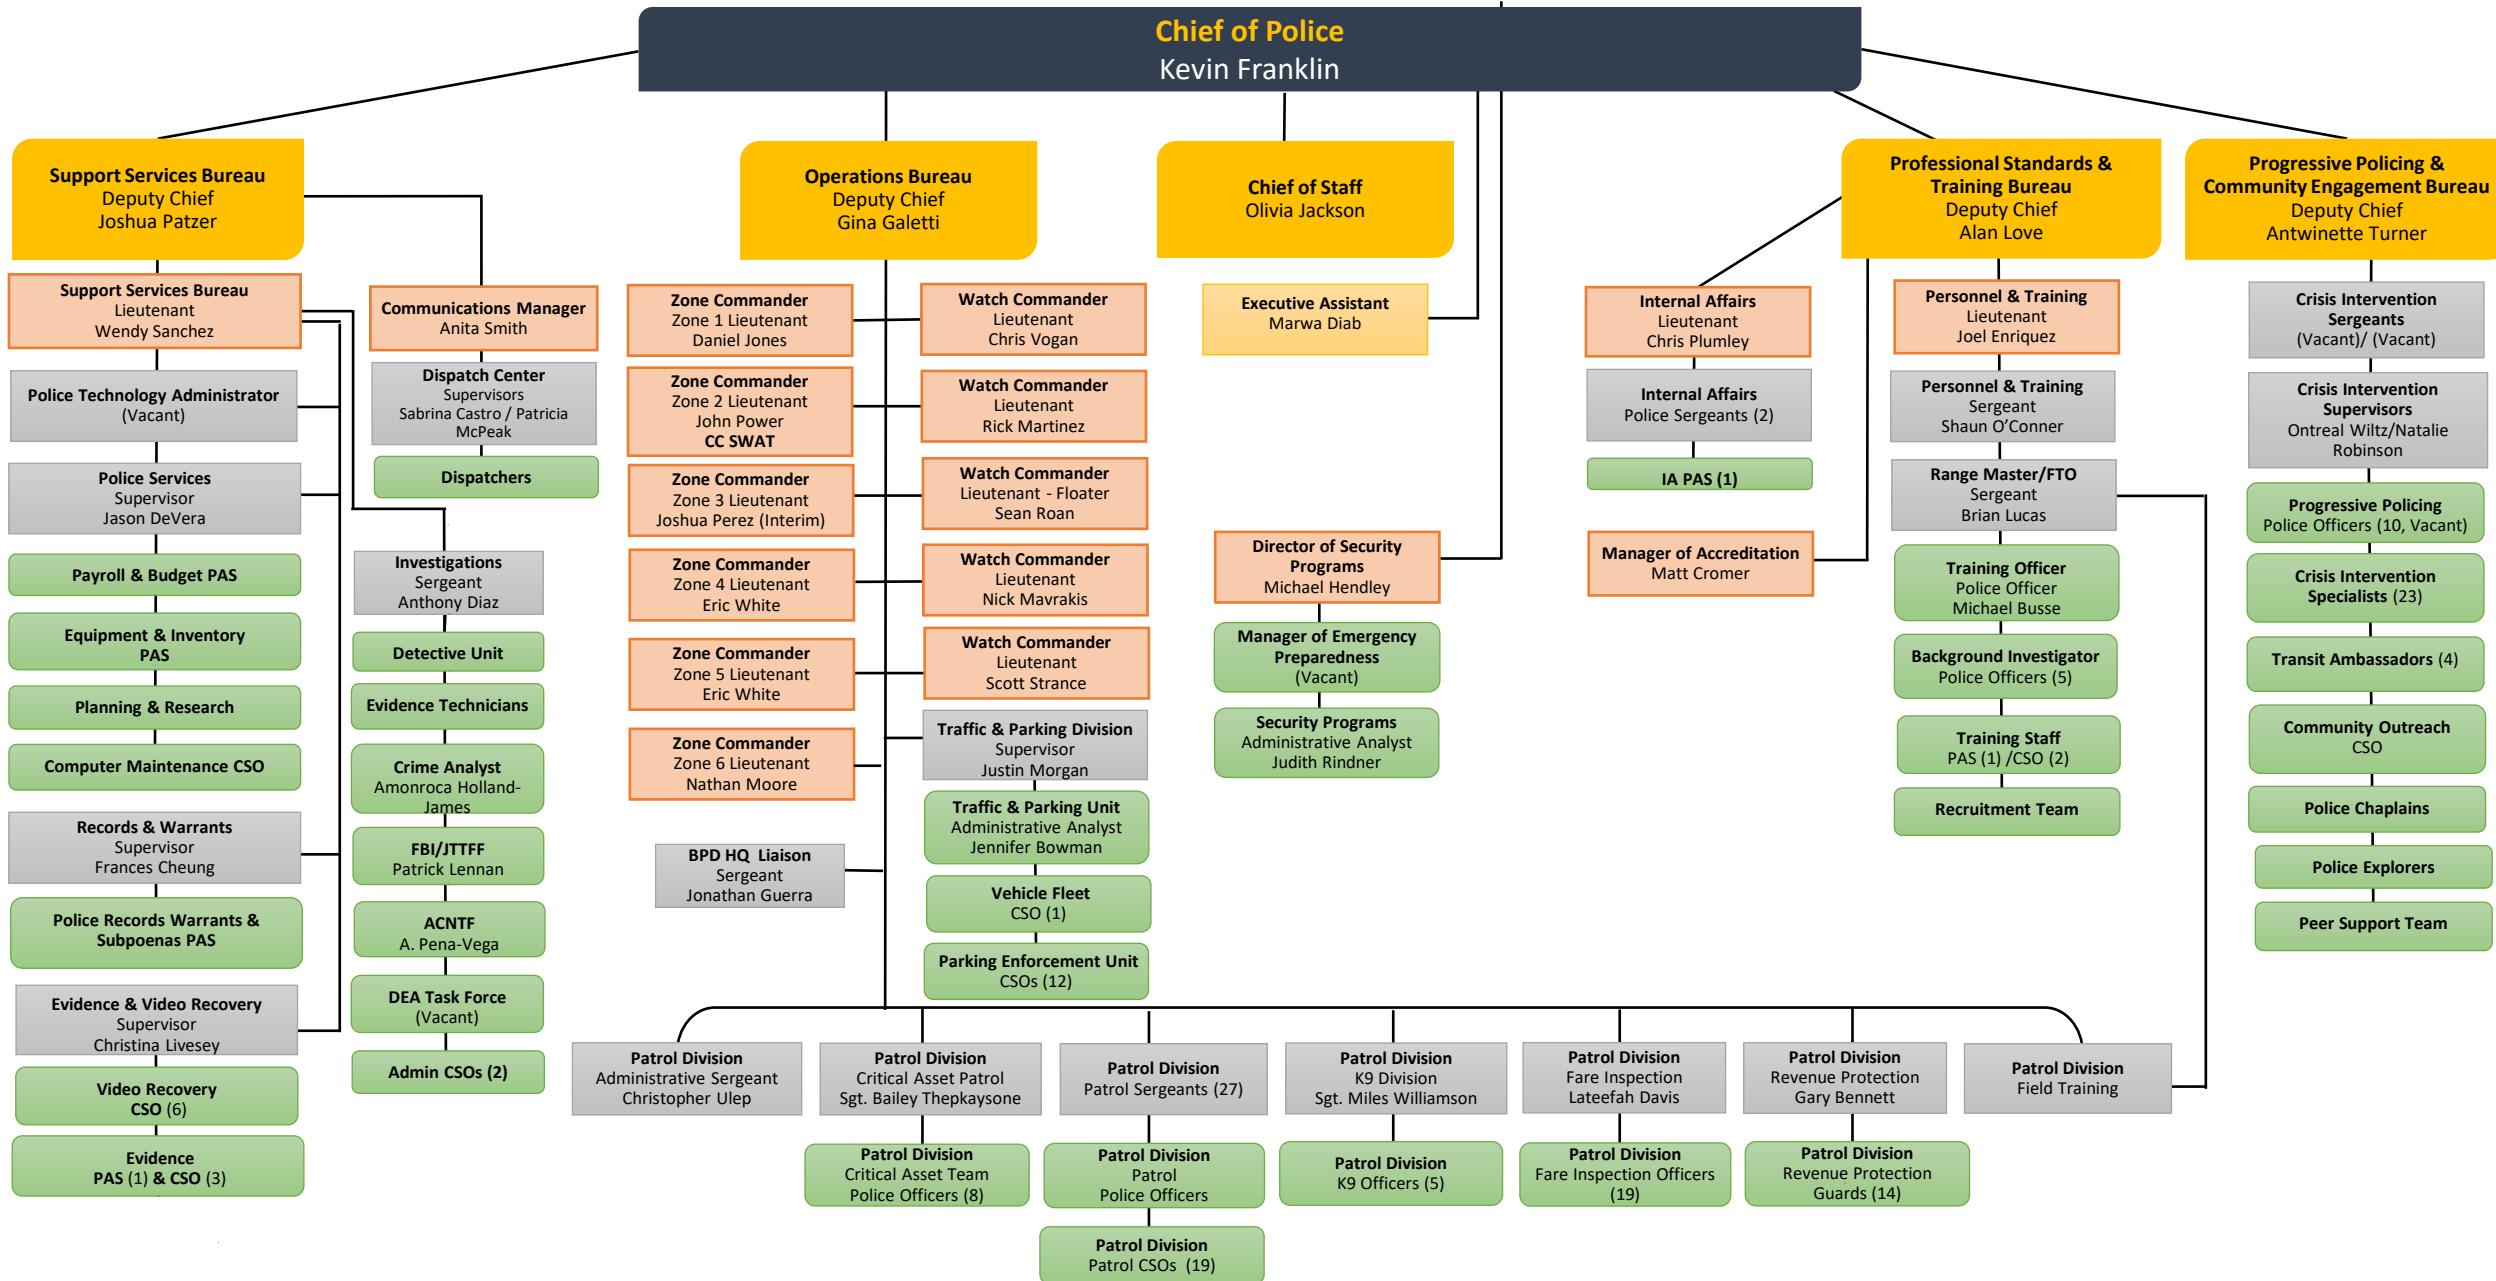 Chief of Police
Kevin Franklin
Support Services Bureau
Deputy Chief
Joshua Patzer
Operations Bureau
Deputy Chief
Gina Galetti
Chief of Staff
Olivia Jackson
Professional Standards &
Training Bureau
Deputy Chief
Alan Love
Progressive Policing &
Community Engagement Bureau
Deputy Chief
Antwinette Turner
Support Services Bureau
Lieutenant
Wendy Sanchez
Police Technology Administrator
(Vacant)
Police Services
Supervisor
Jason DeVera
Payroll & Budget PAS
Equipment & Inventory
PAS
Planning & Research
Computer Maintenance CSO
Records & Warrants
Supervisor
Frances Cheung
Police Records Warrants &
Subpoenas PAS
Evidence & Video Recovery
Supervisor
Christina Livesey
Video Recovery
CSO (6)
Evidence
PAS (1) & CSO (3)
Communications Manager
Anita Smith
Dispatch Center
Supervisors
Sabrina Castro / Patricia
McPeak
Dispatchers
Investigations
Sergeant
Anthony Diaz
Detective Unit
Evidence Technicians
Crime Analyst
Amonroca Holland-
James
FBI/JTTFF
Patrick Lennan
ACNTF
A. Pena-Vega
DEA Task Force
(Vacant)
Admin CSOs (2)
Zone Commander
Zone 1 Lieutenant
Daniel Jones
Zone Commander
Zone 2 Lieutenant
John Power
CC SWAT
Zone Commander
Zone 3 Lieutenant
Joshua Perez (Interim)
Zone Commander
Zone 4 Lieutenant
Eric White
Zone Commander
Zone 5 Lieutenant
Eric White
Zone Commander
Zone 6 Lieutenant
Nathan Moore
BPD HQ Liaison
Sergeant
Jonathan Guerra
Watch Commander
Lieutenant
Chris Vogan
Watch Commander
Lieutenant
Rick Martinez
Watch Commander
Lieutenant - Floater
Sean Roan
Watch Commander
Lieutenant
Nick Mavrakis
Watch Commander
Lieutenant
Scott Strance
Traffic & Parking Division
Supervisor
Justin Morgan
Traffic & Parking Unit
Administrative Analyst
Jennifer Bowman
Vehicle Fleet
CSO (1)
Parking Enforcement Unit
CSOs (12)
Executive Assistant
Marwa Diab
Director of Security
Programs
Michael Hendley
Manager of Emergency
Preparedness
(Vacant)
Security Programs
Administrative Analyst
Judith Rindner
Internal Affairs
Lieutenant
Chris Plumley
Internal Affairs
Police Sergeants (2)
IA PAS (1)
Manager of Accreditation
Matt Cromer
Personnel & Training
Lieutenant
Joel Enriquez
Personnel & Training
Sergeant
Shaun O'Conner
Range Master/FTO
Sergeant
Brian Lucas
Training Officer
Police Officer
Michael Busse
Background Investigator
Police Officers (5)
Training Staff
PAS (1) /CSO (2)
Recruitment Team
Crisis Intervention
Sergeants
(Vacant)/ (Vacant)
Crisis Intervention
Supervisors
Ontreal Wiltz/Natalie
Robinson
Progressive Policing
Police Officers (10, Vacant)
Crisis Intervention
Specialists (23)
Transit Ambassadors (4)
Community Outreach
CSO
Police Chaplains
Police Explorers
Peer Support Team
Patrol Division
Administrative Sergeant
Christopher Ulep
Patrol Division
Critical Asset Patrol
Sgt. Bailey Thepkaysone
Patrol Division
Patrol Sergeants (27)
Patrol Division
K9 Division
Sgt. Miles Williamson
Patrol Division
Fare Inspection
Lateefah Davis
Patrol Division
Revenue Protection
Gary Bennett
Patrol Division
Field Training
Patrol Division
Critical Asset Team
Police Officers (8)
Patrol Division
Patrol
Police Officers
Patrol Division
K9 Officers (5)
Patrol Division
Fare Inspection Officers
(19)
Patrol Division
Revenue Protection
Guards (14)
Patrol Division
Patrol CSOs (19)